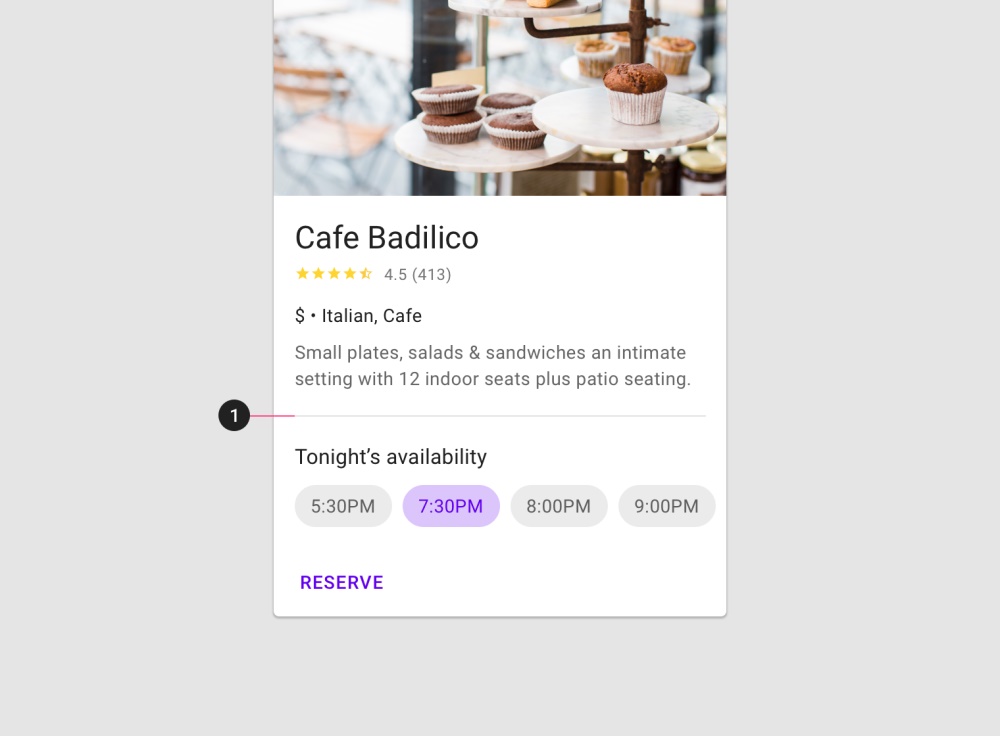 Cafe Badilico
4.5 (413)
$ • Italian, Cafe
Small plates, salads & sandwiches an intimate
setting with 12 indoor seats plus patio seating.
1
Tonight’s availability
5:30PM 7:30PM 8:00PM 9:00PM
RESERVE